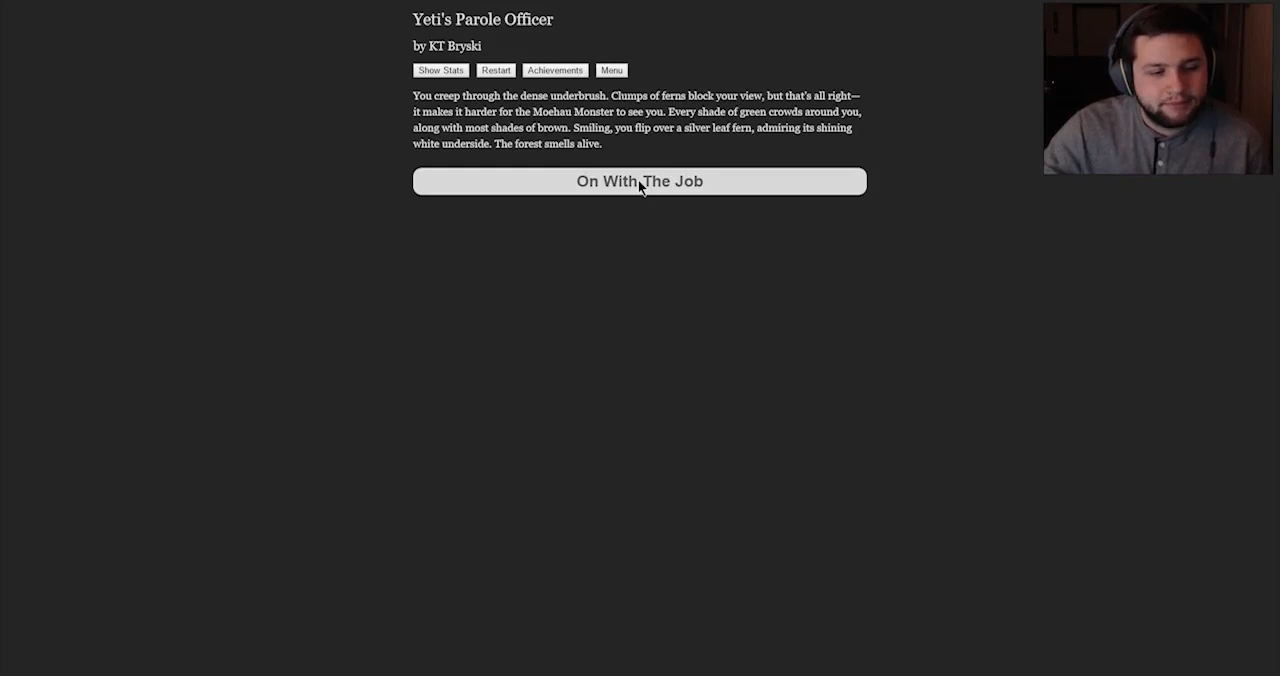 Yeti's Parole Officer
by KT Bryski
Show Stats Restart Achievements Menu
You creep through the dense underbrush. Clumps of ferns block your view, but that's all right—
it makes it harder for the Moehau Monster to see you. Every shade of green crowds around you,
along with most shades of brown. Smiling, you flip over a silver leaf fern, admiring its shining
white underside. The forest smells alive.
On With The Job